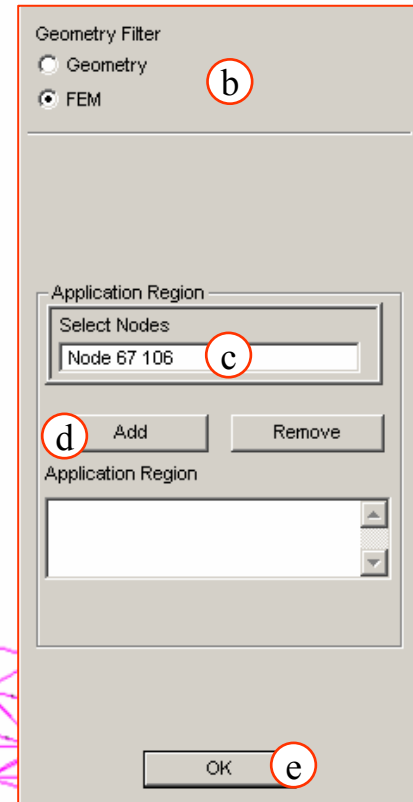 Geometry Filter
Geometry
b
FEM
Application Region
Select Nodes
Node 67 106
c
d
Add
Remove
Application Region
OK
e